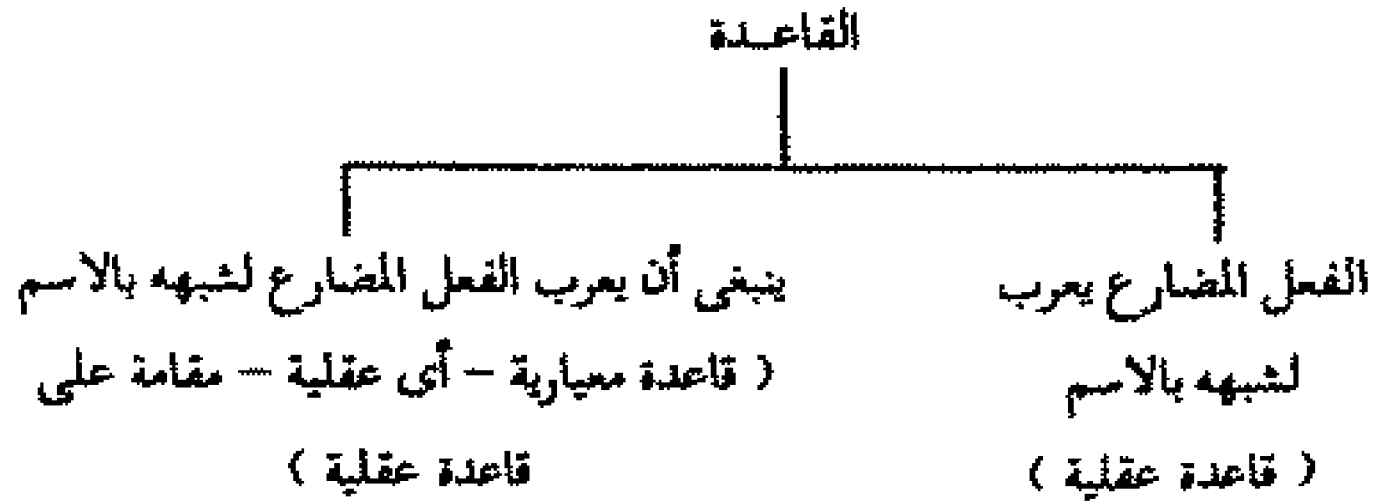 القاعدة
الفعل المضارع يعرب
لشبهه بالاسم
( قاعدة عقلية )
ينبغى أن يعرب الفعل المضارع لشبهه بالاسم
( قاعدة معيارية – أى عقلية – مقامة على
قاعدة عقلية )